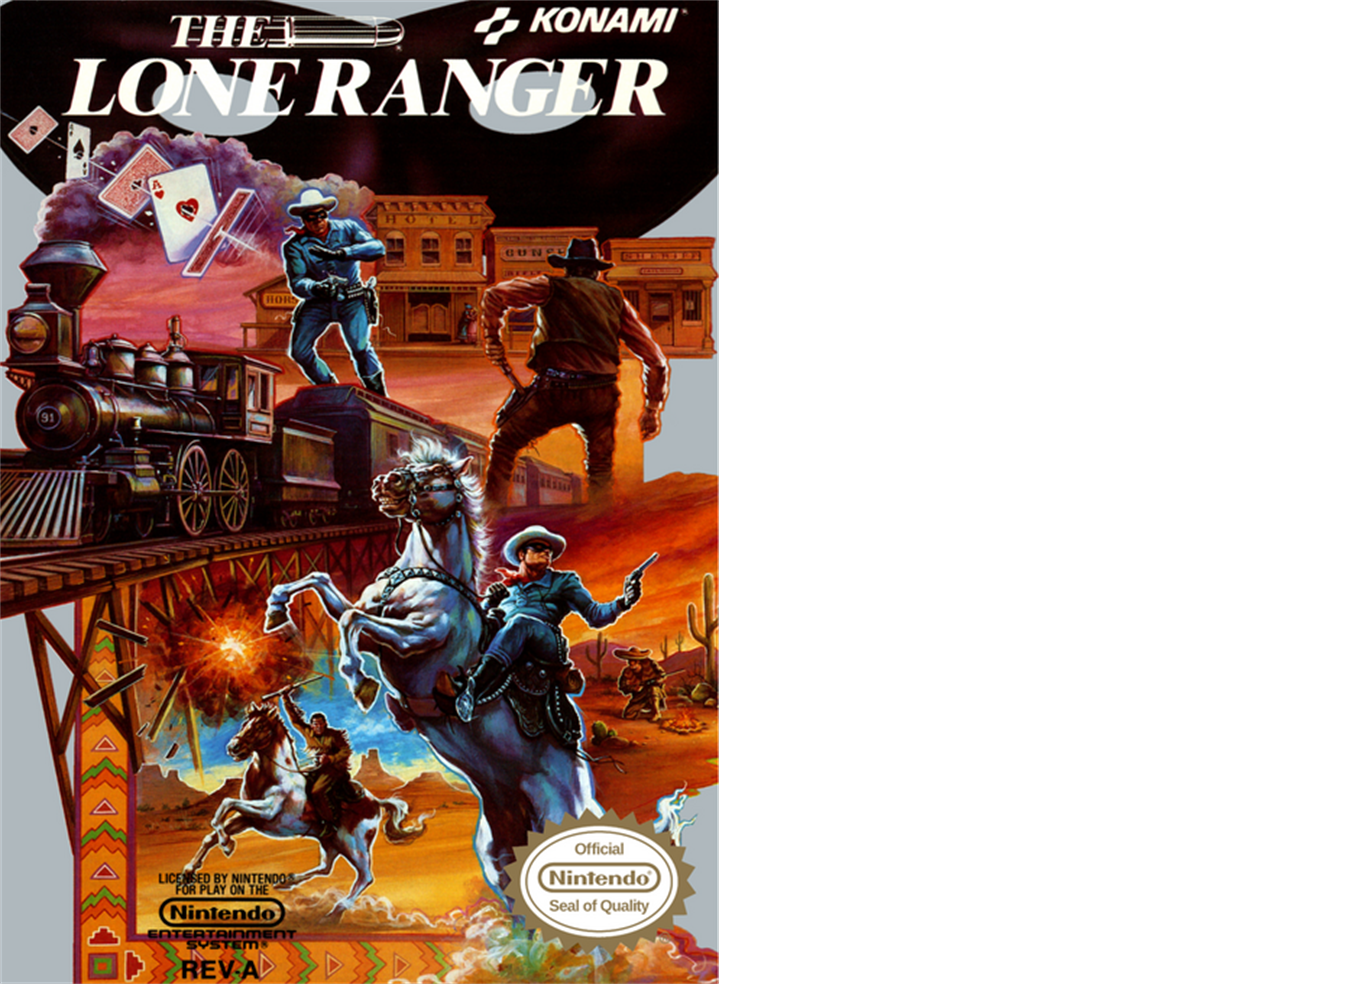 THE
KONAMI®
LONE RANGER
A
A
HOTEL
GUNS
SHERIFF
HORS
91
Official
Nintendo®
Seal of Quality
LICENSED BY NINTENDO®
FOR PLAY ON THE
Nintendo
ENTERTAINMENT
SYSTEM®
REV-A